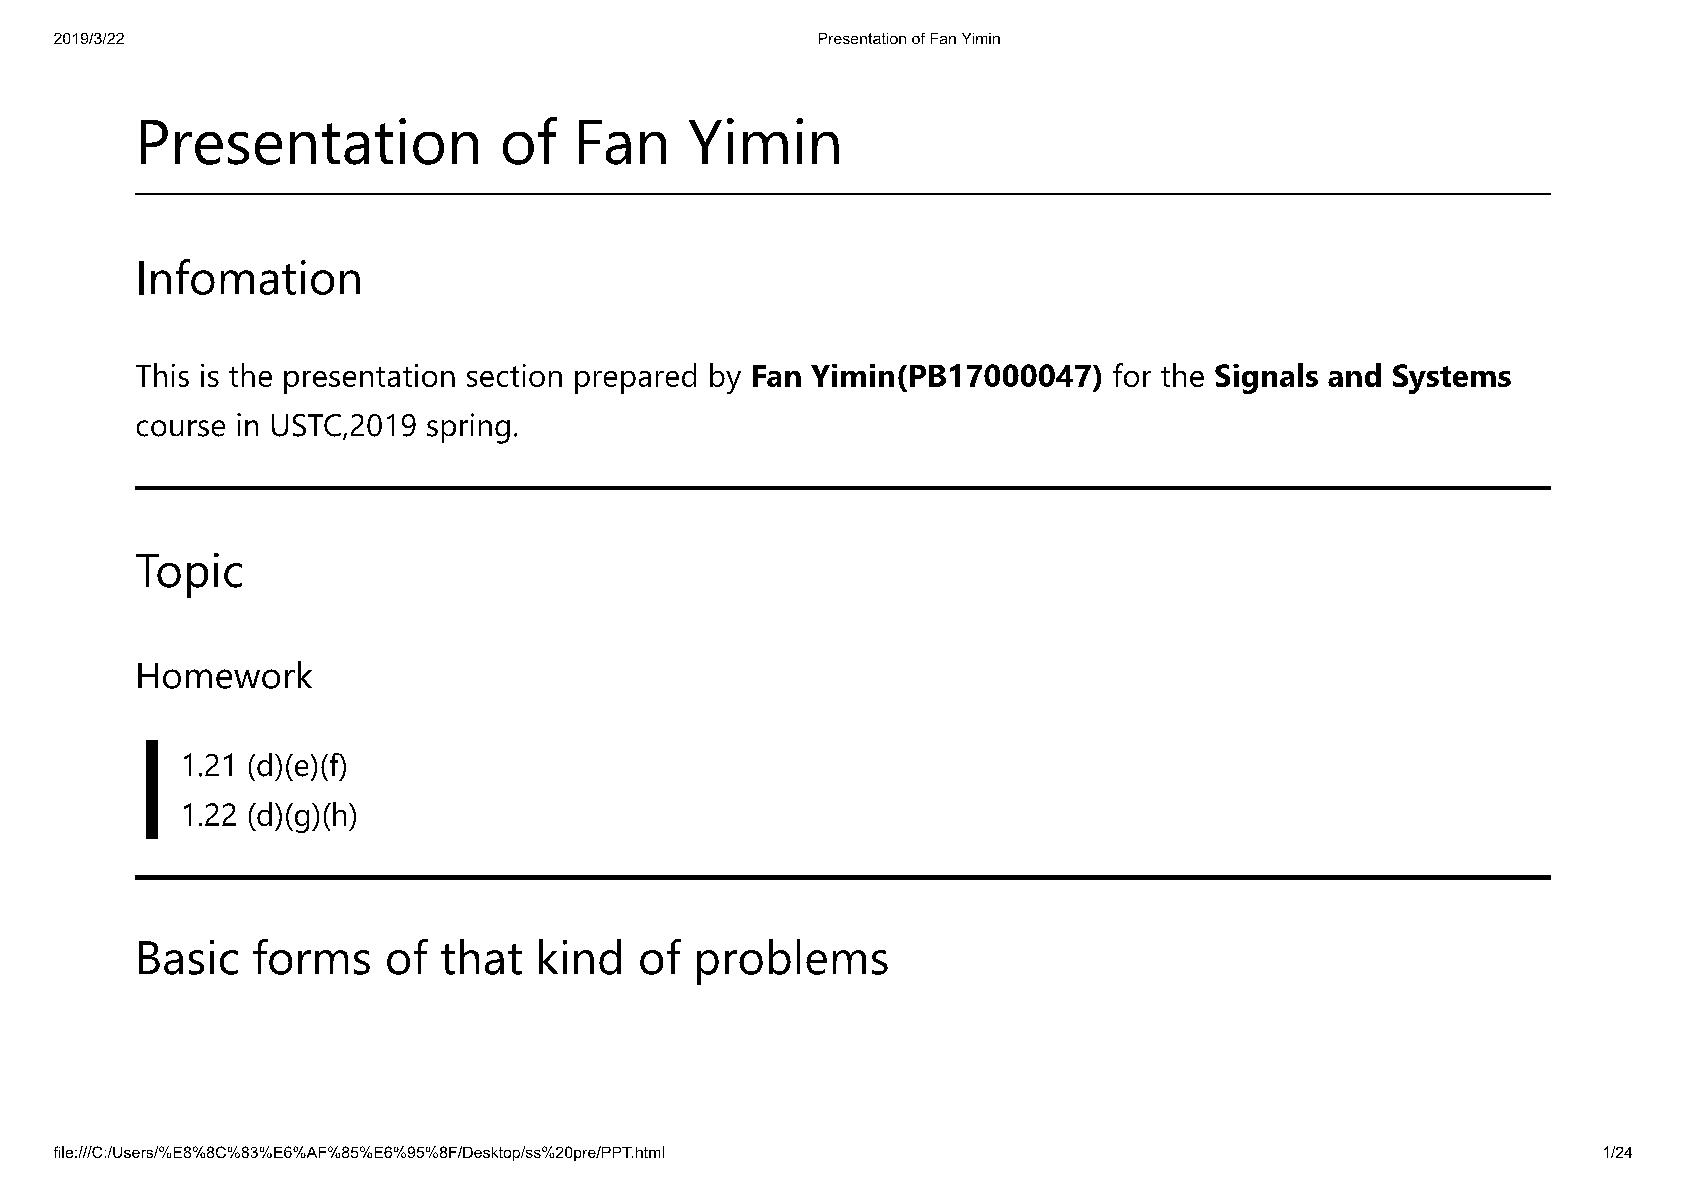 2019/3/22
Presentation of Fan Yimin
Presentation of Fan Yimin
Infomation
This is the presentation section prepared by Fan Yimin(PB17000047) for the Signals and Systems
course in USTC,2019 spring.
Topic
Homework
1.21 (d)(e)(f)
1.22 (d)(g)(h)
Basic forms of that kind of problems
file:///C:/Users/%E8%8C%83%E6%AF%85%E6%95%8F/Desktop/ss%20pre/PPT.html
1/24